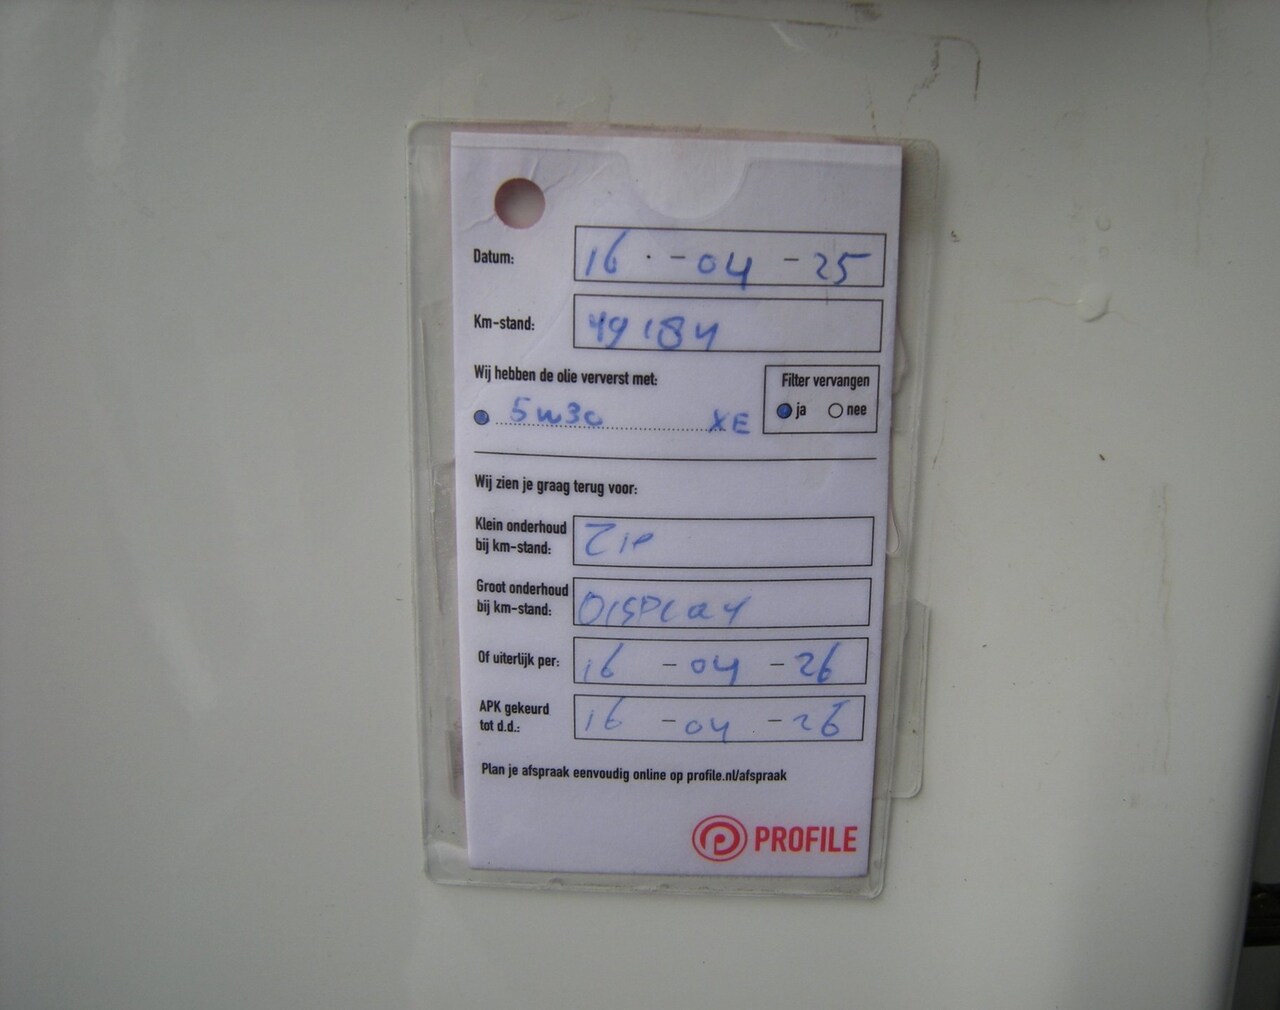 Datum: 16 - 04 - 25
Km-stand: 49184
Wij hebben de olie ververst met:
Filter vervangen
5w30 XE
ja nee
Wij zien je graag terug voor:
Klein onderhoud
bij km-stand: Zie
Groot onderhoud
bij km-stand: DISPLAY
Of uiterlijk per: 16 - 04 - 26
APK gekeurd
tot d.d.: 16 - 04 - 26
Plan je afspraak eenvoudig online op profile.nl/afspraak
PROFILE